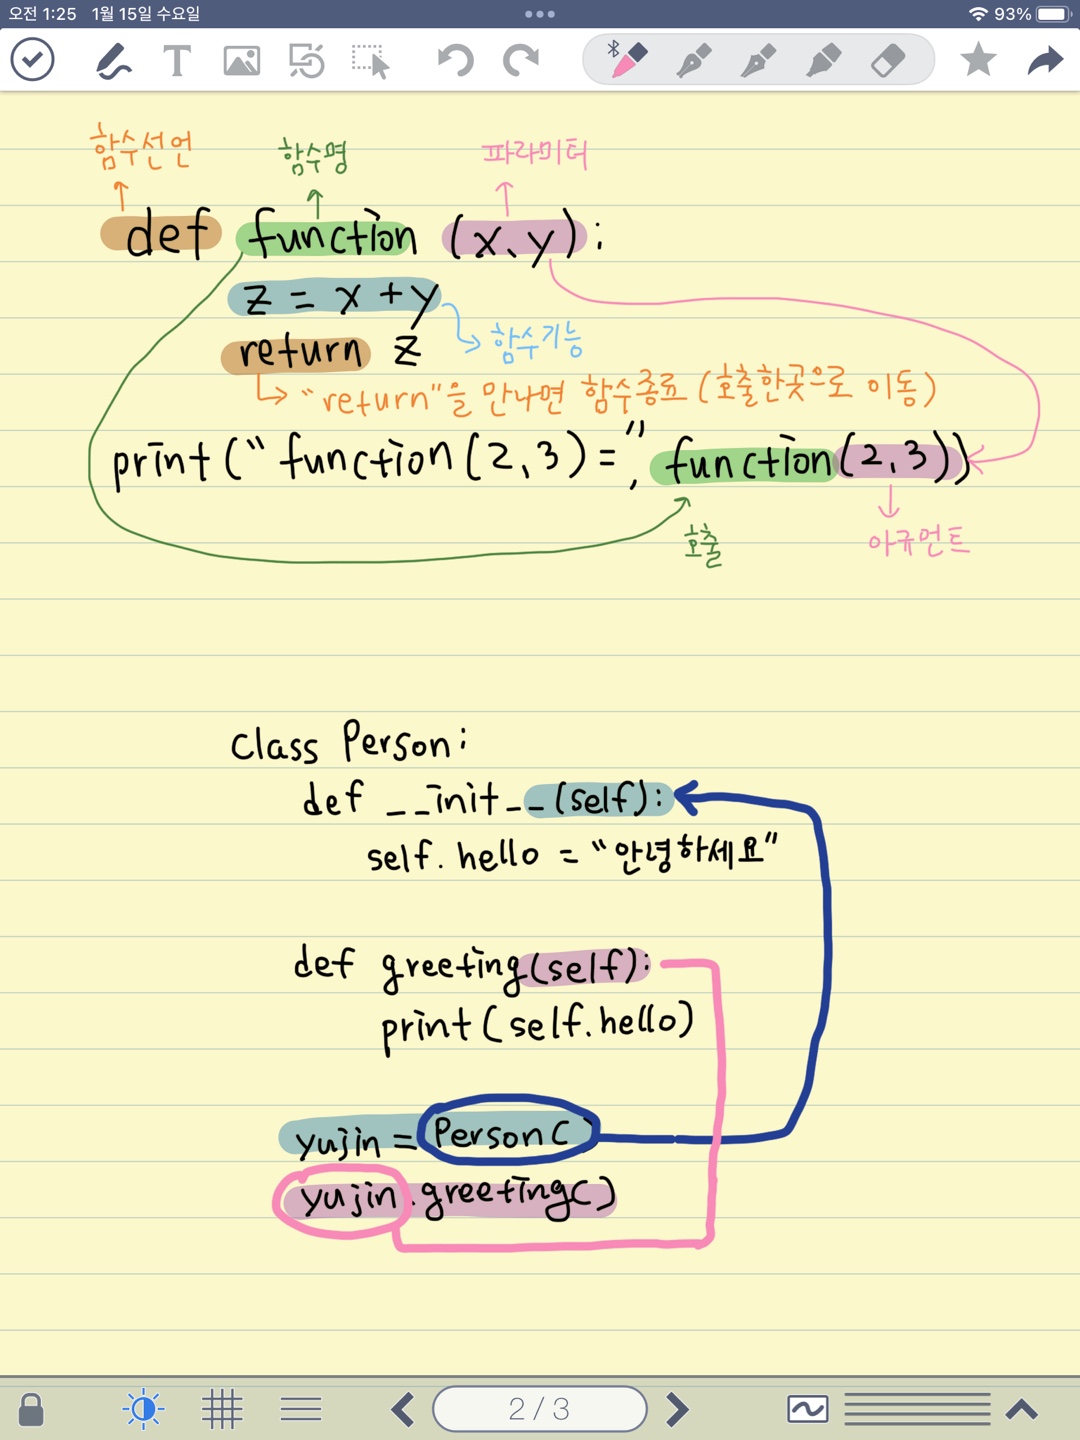 오전 1:25 1월 15일 수요일 93%
T
함수선언 함수명 파라미터
def function (x, y):
z = x + y
함수기능
return z
"return"을 만나면 함수종료 (호출한곳으로 이동)
print("function(2,3)=", function(2,3))
호출 아규먼트
class Person:
def __init__(self):
self.hello = "안녕하세요"
def greeting(self):
print(self.hello)
yujin = Person()
yujin.greeting()
2 / 3